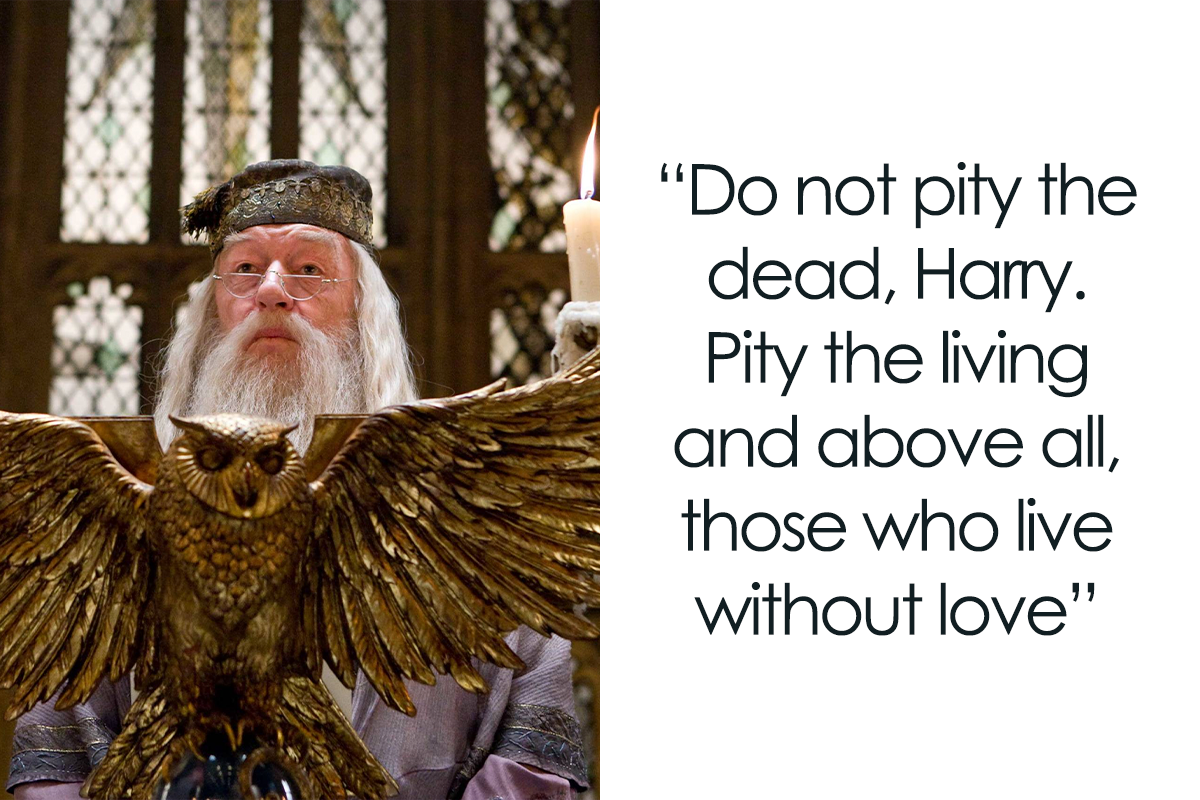 “Do not pity the
dead, Harry.
Pity the living
and above all,
those who live
without love”